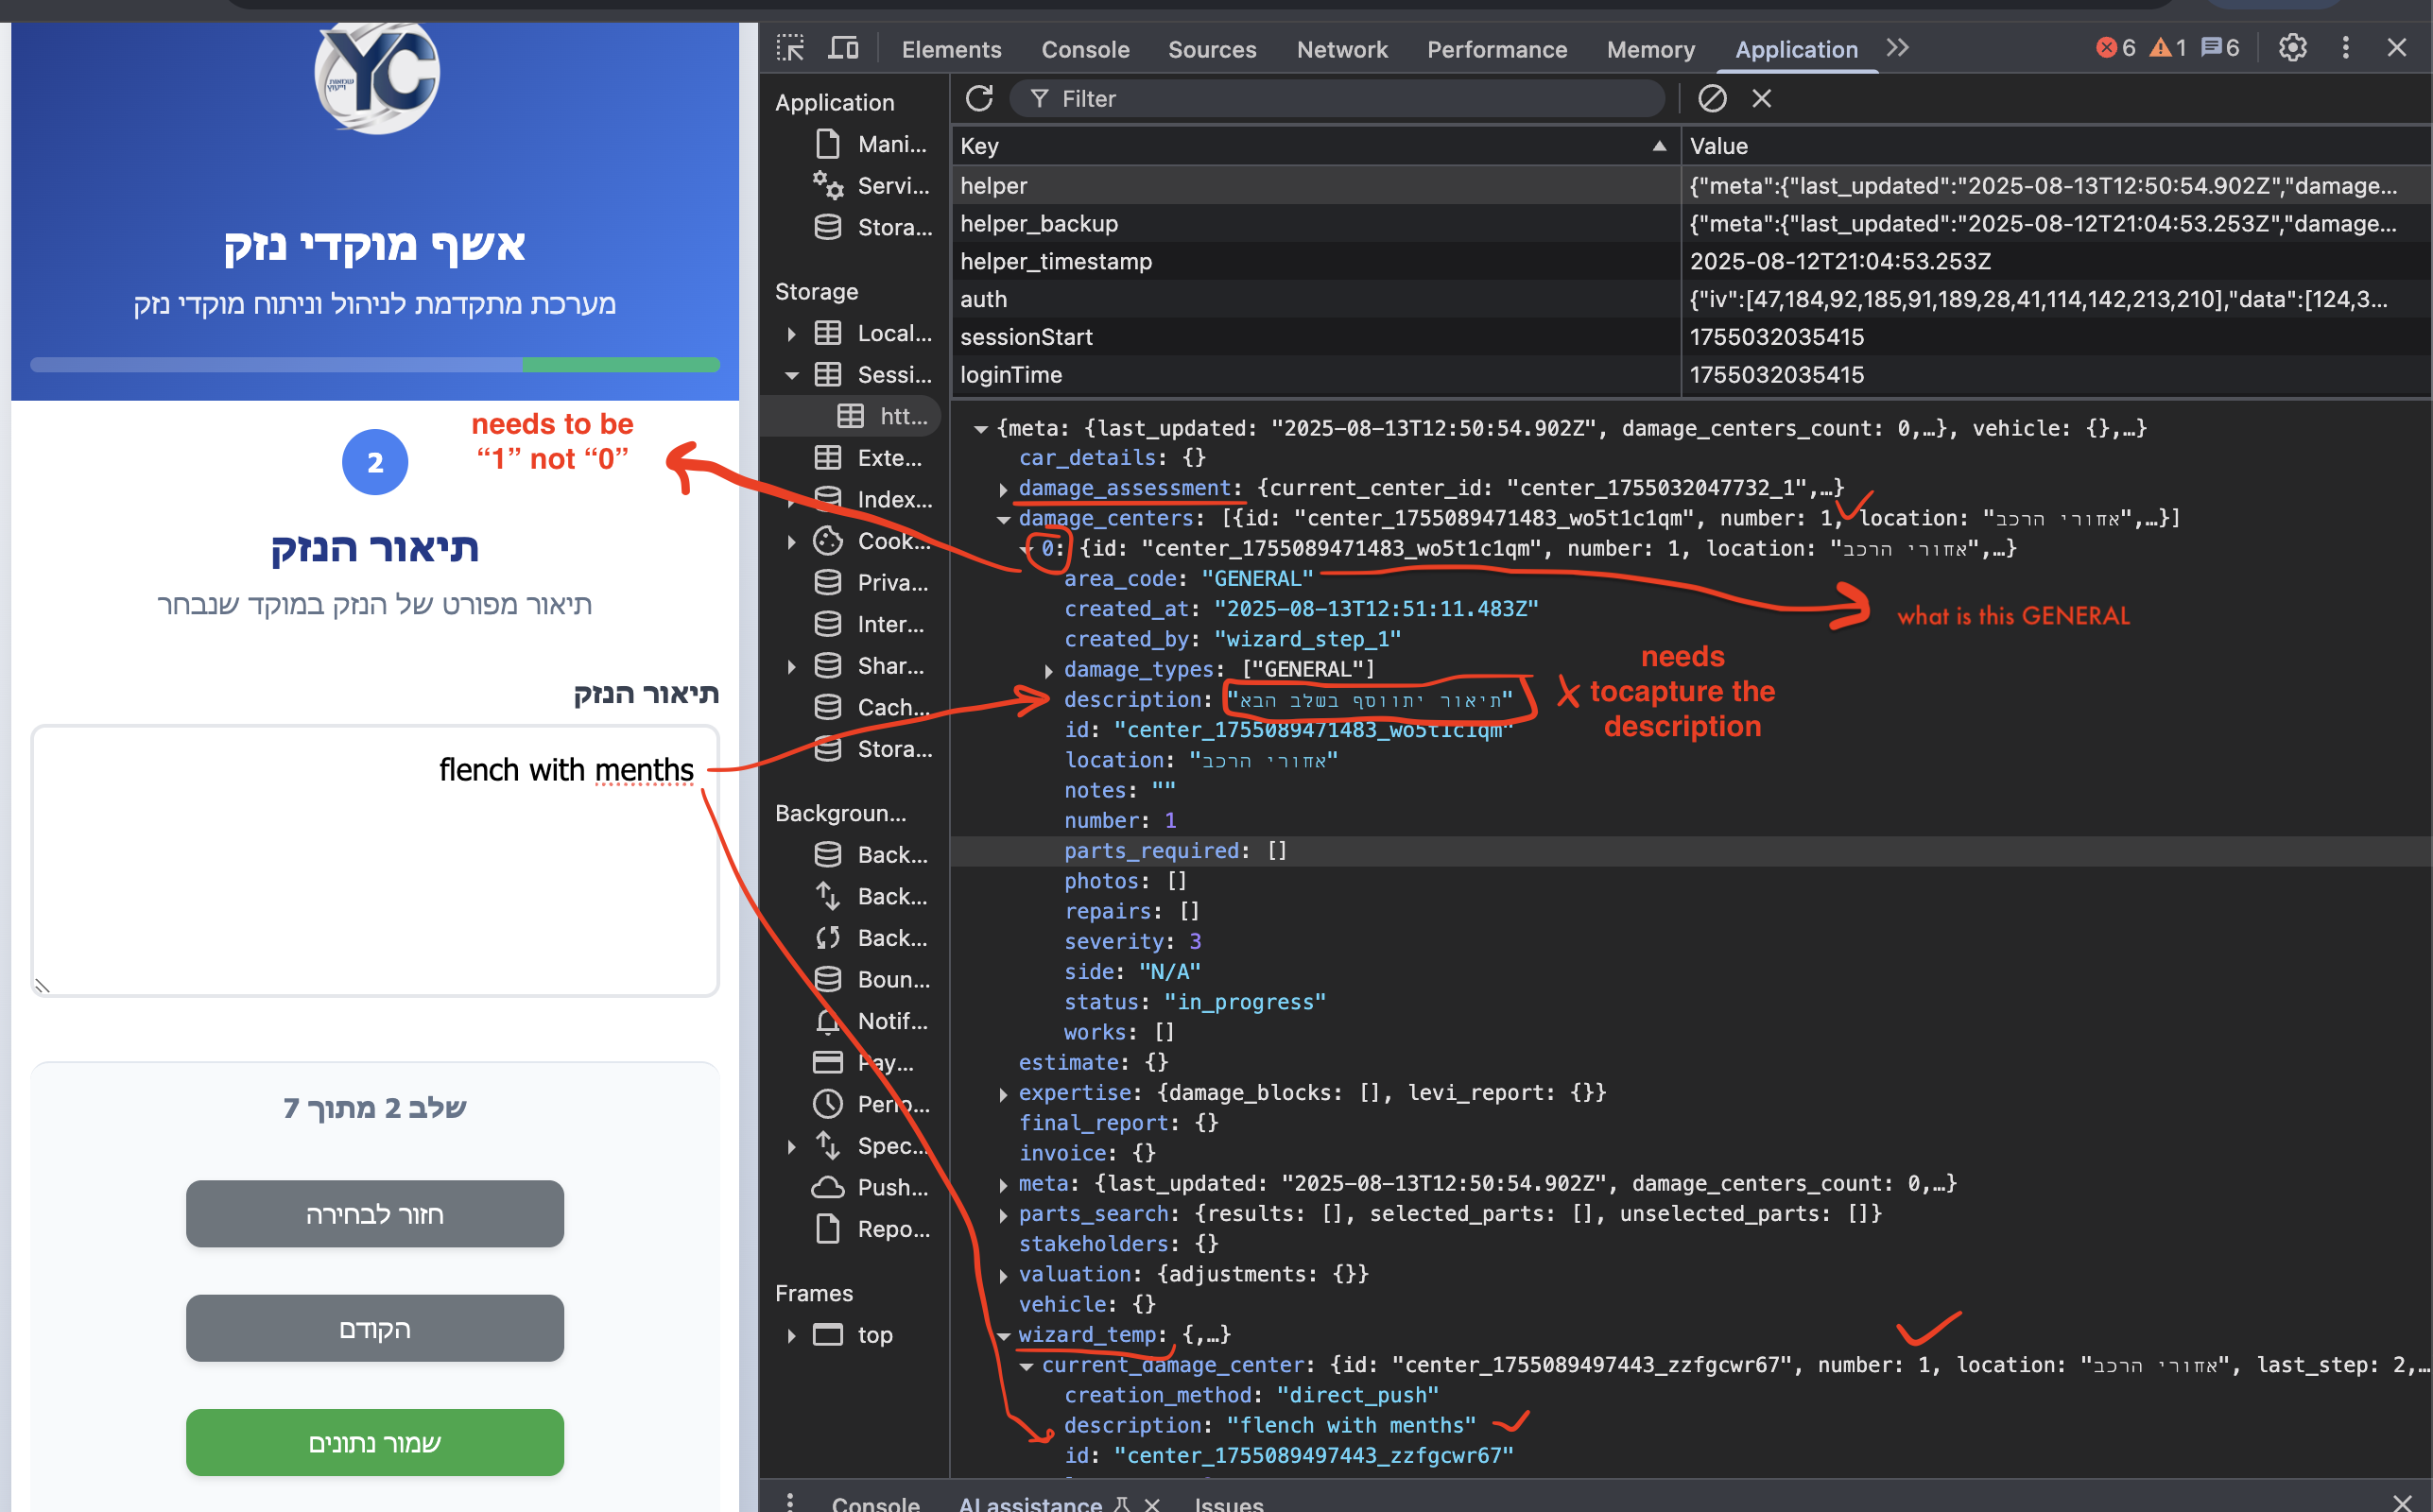 YC
אשף מוקדי נזק
מערכת מתקדמת לניהול וניתוח מוקדי נזק
needs to be
“1” not “0”
2
תיאור הנזק
תיאור מפורט של הנזק במוקד שנבחר
תיאור הנזק
flench with menths
שלב 2 מתוך 7
חזור לבחירה
הקודם
שמור נתונים
Elements Console Sources Network Performance Memory Application 6 1 6
Application
Mani...
Servi...
Stora...
Storage
Local...
Sessi...
htt...
Exte...
Index...
Cook...
Priva...
Inter...
Shar...
Cach...
Stora...
Backgroun...
Back...
Back...
Back...
Boun...
Notif...
Pay...
Perio...
Spec...
Push...
Repo...
Frames
top
Filter
Key Value
helper {"meta":{"last_updated":"2025-08-13T12:50:54.902Z","damage...
helper_backup {"meta":{"last_updated":"2025-08-12T21:04:53.253Z","damage...
helper_timestamp 2025-08-12T21:04:53.253Z
auth {"iv":[47,184,92,185,91,189,28,41,114,142,213,210],"data":[124,3...
sessionStart 1755032035415
loginTime 1755032035415
{meta: {last_updated: "2025-08-13T12:50:54.902Z", damage_centers_count: 0,…}, vehicle: {},…}
car_details: {}
damage_assessment: {current_center_id: "center_1755032047732_1",…}
damage_centers: [{id: "center_1755089471483_wo5t1c1qm", number: 1, location: "אחורי הרכב",…}]
0: {id: "center_1755089471483_wo5t1c1qm", number: 1, location: "אחורי הרכב",…}
area_code: "GENERAL"
created_at: "2025-08-13T12:51:11.483Z"
what is this GENERAL
created_by: "wizard_step_1"
damage_types: ["GENERAL"]
description: "תיאור יתווסף בשלב הבא"
needs
tocapture the
description
id: "center_1755089471483_wo5t1c1qm"
location: "אחורי הרכב"
notes: ""
number: 1
parts_required: []
photos: []
repairs: []
severity: 3
side: "N/A"
status: "in_progress"
works: []
estimate: {}
expertise: {damage_blocks: [], levi_report: {}}
final_report: {}
invoice: {}
meta: {last_updated: "2025-08-13T12:50:54.902Z", damage_centers_count: 0,…}
parts_search: {results: [], selected_parts: [], unselected_parts: []}
stakeholders: {}
valuation: {adjustments: {}}
vehicle: {}
wizard_temp: {,…}
current_damage_center: {id: "center_1755089497443_zzfgcwr67", number: 1, location: "אחורי הרכב", last_step: 2,…
creation_method: "direct_push"
description: "flench with menths"
id: "center_1755089497443_zzfgcwr67"
Console AI assistance Issues